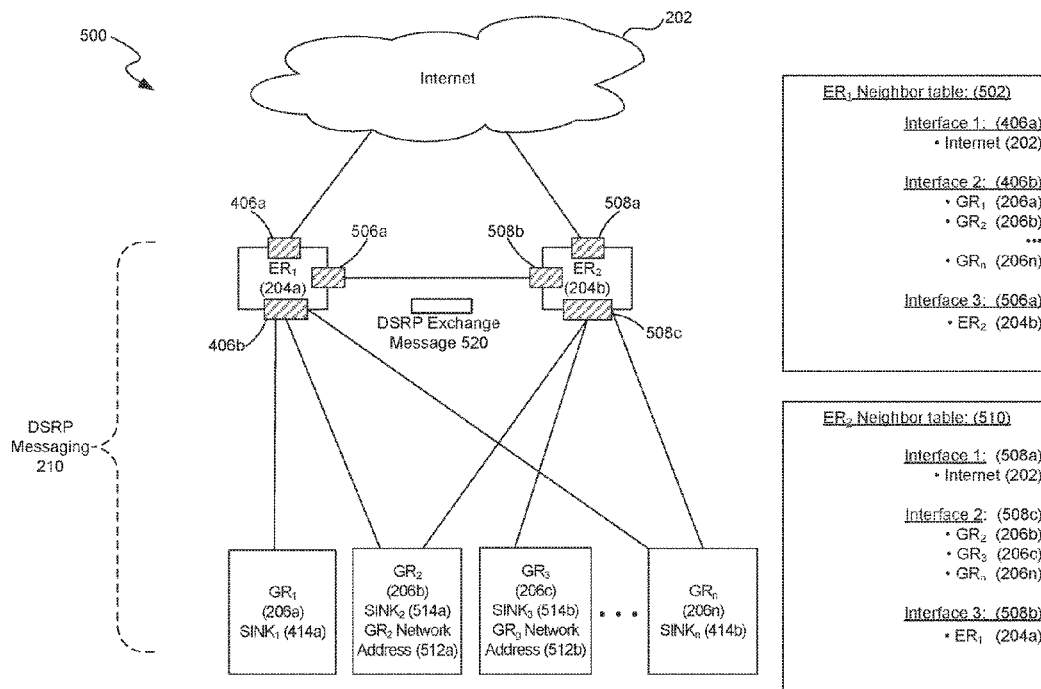 500
202
Internet
406a
506a
508b
508a
ER1
(204a)
ER2
(204b)
DSRP Exchange
Message 520
406b
508c
DSRP
Messaging
210
GR1
(206a)
SINK1 (414a)
GR2
(206b)
SINK2 (514a)
GR2 Network
Address (512a)
GR3
(206c)
SINK3 (514b)
GR3 Network
Address (512b)
• • •
GRn
(206n)
SINKn (414b)
ER1 Neighbor table: (502)
Interface 1: (406a)
• Internet (202)
Interface 2: (406b)
• GR1 (206a)
• GR2 (206b)
•••
• GRn (206n)
Interface 3: (506a)
• ER2 (204b)
ER2 Neighbor table: (510)
Interface 1: (508a)
• Internet (202)
Interface 2: (508c)
• GR2 (206b)
• GR3 (206c)
• GRn (206n)
Interface 3: (508b)
• ER1 (204a)